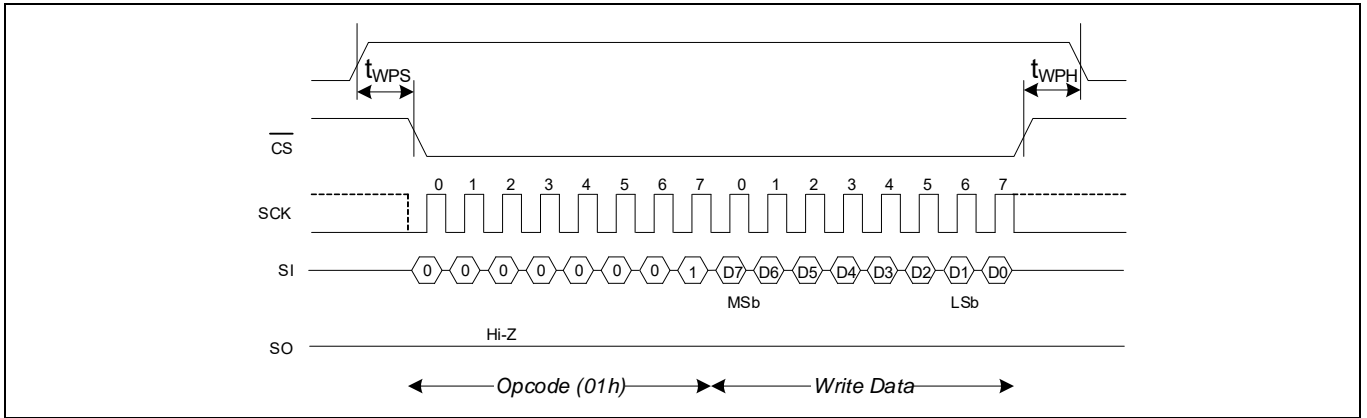 tWPS
tWPH
CS
0 1 2 3 4 5 6 7 0 1 2 3 4 5 6 7
SCK
SI 0 0 0 0 0 0 0 1 D7 D6 D5 D4 D3 D2 D1 D0
MSb LSb
Hi-Z
SO
Opcode (01h) Write Data